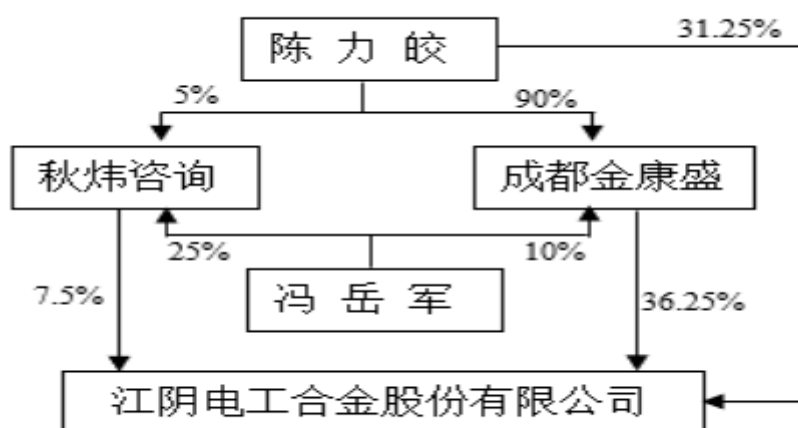 陈力皎
31.25%
5%
90%
秋炜咨询
成都金康盛
25%
10%
7.5%
冯岳军
36.25%
江阴电工合金股份有限公司